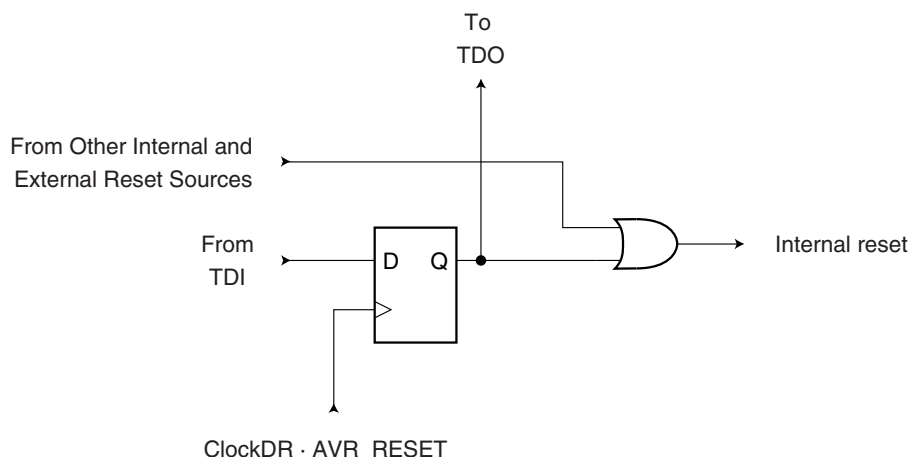 To
TDO
From Other Internal and
External Reset Sources
From
TDI
D Q
Internal reset
ClockDR · AVR_RESET